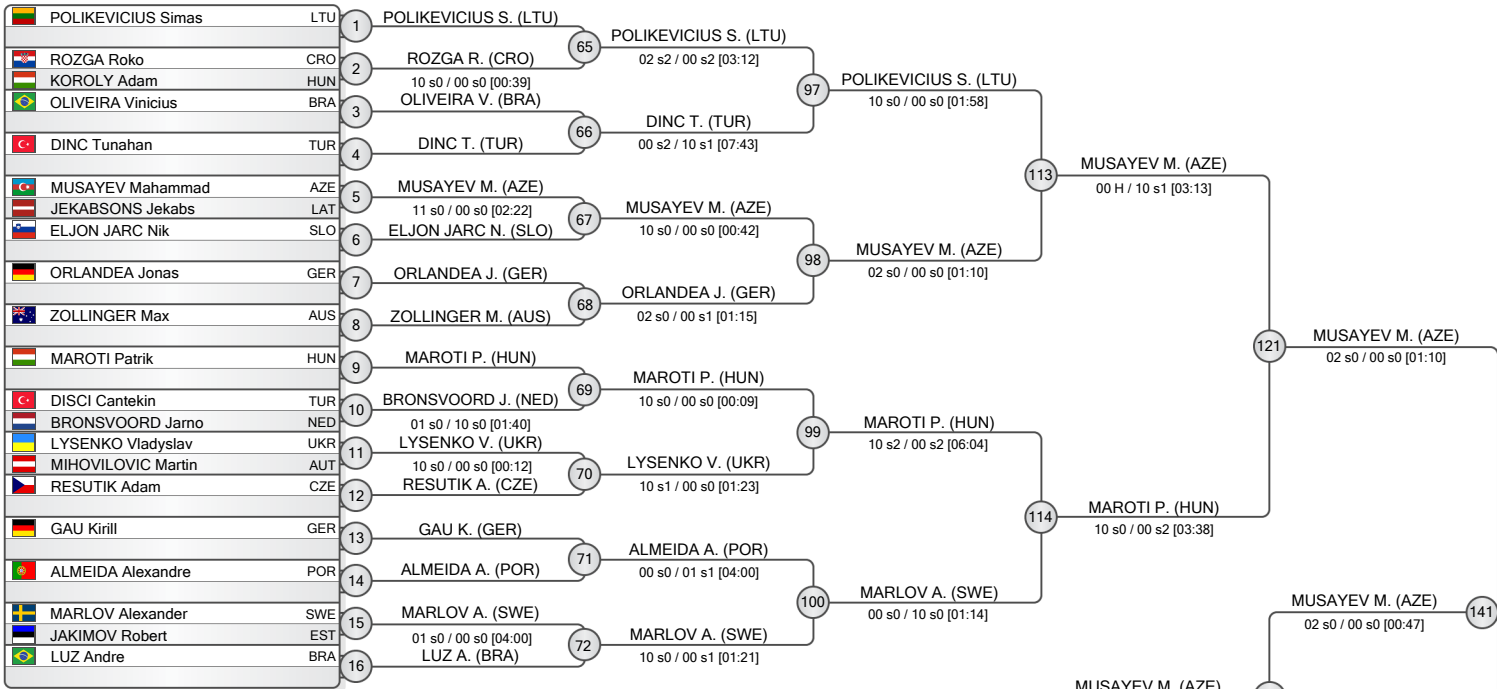 POLIKEVICIUS Simas LTU
1 POLIKEVICIUS S. (LTU)
65 POLIKEVICIUS S. (LTU)
02 s2 / 00 s2 [03:12]
ROZGA Roko CRO
KOROLY Adam HUN
2 ROZGA R. (CRO)
10 s0 / 00 s0 [00:39]
97 POLIKEVICIUS S. (LTU)
10 s0 / 00 s0 [01:58]
OLIVEIRA Vinicius BRA
3 OLIVEIRA V. (BRA)
66 DINC T. (TUR)
00 s2 / 10 s1 [07:43]
DINC Tunahan TUR
4 DINC T. (TUR)
113 MUSAYEV M. (AZE)
00 H / 10 s1 [03:13]
MUSAYEV Mahammad AZE
JEKABSONS Jekabs LAT
5 MUSAYEV M. (AZE)
11 s0 / 00 s0 [02:22]
67 MUSAYEV M. (AZE)
10 s0 / 00 s0 [00:42]
ELJON JARC Nik SLO
6 ELJON JARC N. (SLO)
98 MUSAYEV M. (AZE)
02 s0 / 00 s0 [01:10]
ORLANDEA Jonas GER
7 ORLANDEA J. (GER)
68 ORLANDEA J. (GER)
02 s0 / 00 s1 [01:15]
ZOLLINGER Max AUS
8 ZOLLINGER M. (AUS)
121 MUSAYEV M. (AZE)
02 s0 / 00 s0 [01:10]
MAROTI Patrik HUN
9 MAROTI P. (HUN)
69 MAROTI P. (HUN)
10 s0 / 00 s0 [00:09]
DISCI Cantekin TUR
BRONSVOORD Jarno NED
10 BRONSVOORD J. (NED)
01 s0 / 10 s0 [01:40]
99 MAROTI P. (HUN)
10 s2 / 00 s2 [06:04]
LYSENKO Vladyslav UKR
MIHOVILOVIC Martin AUT
11 LYSENKO V. (UKR)
10 s0 / 00 s0 [00:12]
70 LYSENKO V. (UKR)
10 s1 / 00 s0 [01:23]
RESUTIK Adam CZE
12 RESUTIK A. (CZE)
114 MAROTI P. (HUN)
10 s0 / 00 s2 [03:38]
GAU Kirill GER
13 GAU K. (GER)
71 ALMEIDA A. (POR)
00 s0 / 01 s1 [04:00]
ALMEIDA Alexandre POR
14 ALMEIDA A. (POR)
100 MARLOV A. (SWE)
00 s0 / 10 s0 [01:14]
MARLOV Alexander SWE
JAKIMOV Robert EST
15 MARLOV A. (SWE)
01 s0 / 00 s0 [04:00]
72 MARLOV A. (SWE)
10 s0 / 00 s1 [01:21]
LUZ Andre BRA
16 LUZ A. (BRA)
MUSAYEV M. (AZE) 141
02 s0 / 00 s0 [00:47]
MUSAYEV M. (AZE)